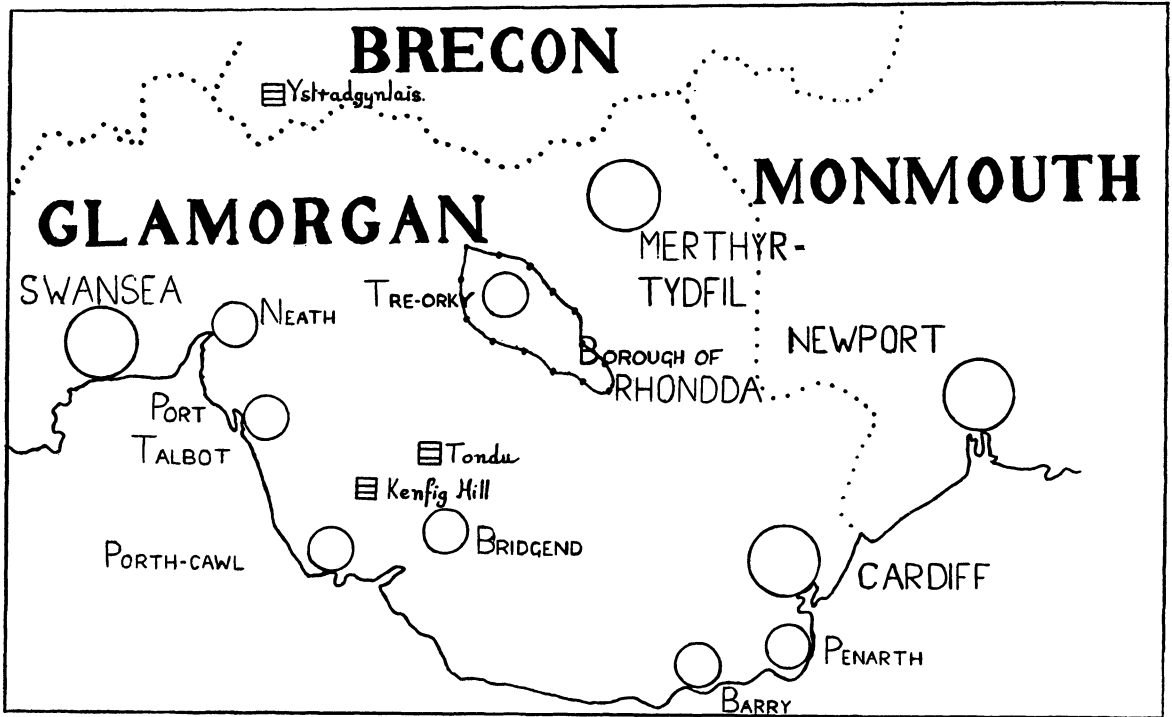 BRECON
Ystradgynlais.
MONMOUTH
GLAMORGAN
MERTHYR-
TYDFIL
SWANSEA
TRE-ORKY
NEATH
NEWPORT
BOROUGH OF
RHONDDA
PORT
TALBOT
Tondu
Kenfig Hill
BRIDGEND
PORTH-CAWL
CARDIFF
PENARTH
BARRY